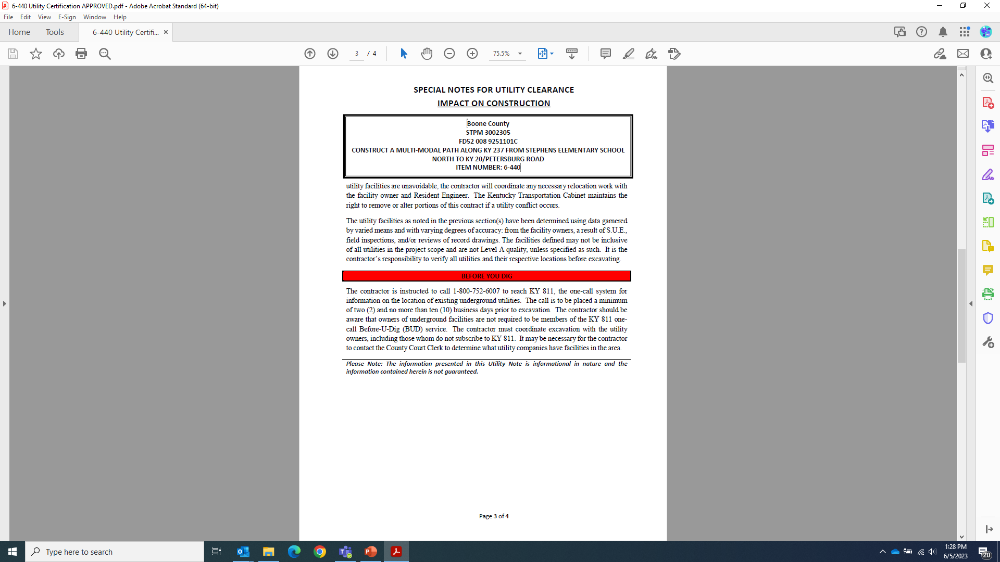 6-440 Utility Certification APPROVED.pdf - Adobe Acrobat Standard (64-bit)
File Edit View E-Sign Window Help
Home Tools 6-440 Utility Certifi... ×
3 / 4 75.5%
SPECIAL NOTES FOR UTILITY CLEARANCE
IMPACT ON CONSTRUCTION
Boone County
STPM 3002305
FD52 008 9251101C
CONSTRUCT A MULTI-MODAL PATH ALONG KY 237 FROM STEPHENS ELEMENTARY SCHOOL
NORTH TO KY 20/PETERSBURG ROAD
ITEM NUMBER: 6-440
utility facilities are unavoidable, the contractor will coordinate any necessary relocation work with
the facility owner and Resident Engineer. The Kentucky Transportation Cabinet maintains the
right to remove or alter portions of this contract if a utility conflict occurs.
The utility facilities as noted in the previous section(s) have been determined using data garnered
by varied means and with varying degrees of accuracy: from the facility owners, a result of S.U.E.,
field inspections, and/or reviews of record drawings. The facilities defined may not be inclusive
of all utilities in the project scope and are not Level A quality, unless specified as such. It is the
contractor’s responsibility to verify all utilities and their respective locations before excavating.
BEFORE YOU DIG
The contractor is instructed to call 1-800-752-6007 to reach KY 811, the one-call system for
information on the location of existing underground utilities. The call is to be placed a minimum
of two (2) and no more than ten (10) business days prior to excavation. The contractor should be
aware that owners of underground facilities are not required to be members of the KY 811 one-
call Before-U-Dig (BUD) service. The contractor must coordinate excavation with the utility
owners, including those whom do not subscribe to KY 811. It may be necessary for the contractor
to contact the County Court Clerk to determine what utility companies have facilities in the area.
Please Note: The information presented in this Utility Note is informational in nature and the
information contained herein is not guaranteed.
Page 3 of 4
Type here to search
1:28 PM
6/5/2023
20